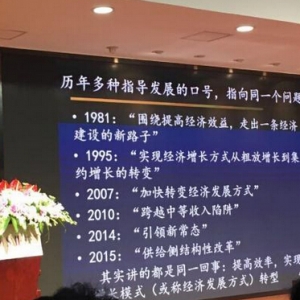 历年多种指导发展的口号，指向同一个问题
• 1981：“围绕提高经济效益，走出一条经济
建设的新路子”
• 1995：“实现经济增长方式从粗放增长到集
约增长的转变”
• 2007：“加快转变经济发展方式”
• 2010：“跨越中等收入陷阱”
• 2014：“引领新常态”
• 2015：“供给侧结构性改革”
其实讲的都是同一回事：提高效率，实现
增长模式（或称经济发展方式）转型